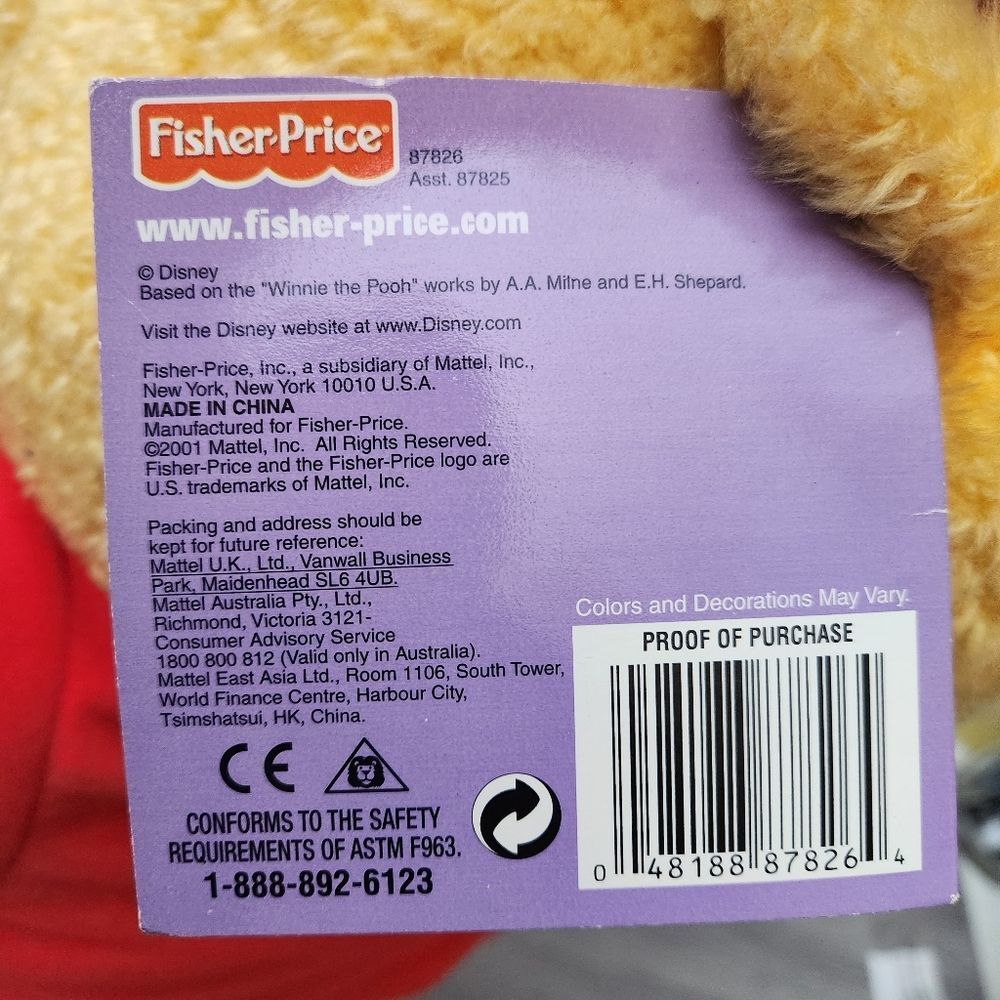 Fisher-Price®
87826
Asst. 87825
www.fisher-price.com
© Disney
Based on the "Winnie the Pooh" works by A.A. Milne and E.H. Shepard.
Visit the Disney website at www.Disney.com
Fisher-Price, Inc., a subsidiary of Mattel, Inc.,
New York, New York 10010 U.S.A.
MADE IN CHINA
Manufactured for Fisher-Price.
©2001 Mattel, Inc. All Rights Reserved.
Fisher-Price and the Fisher-Price logo are
U.S. trademarks of Mattel, Inc.
Packing and address should be
kept for future reference:
Mattel U.K., Ltd., Vanwall Business
Park, Maidenhead SL6 4UB.
Mattel Australia Pty., Ltd.,
Richmond, Victoria 3121-
Consumer Advisory Service
1800 800 812 (Valid only in Australia).
Mattel East Asia Ltd., Room 1106, South Tower,
World Finance Centre, Harbour City,
Tsimshatsui, HK, China.
CE
CONFORMS TO THE SAFETY
REQUIREMENTS OF ASTM F963.
1-888-892-6123
Colors and Decorations May Vary.
PROOF OF PURCHASE
0 48188 87826 4